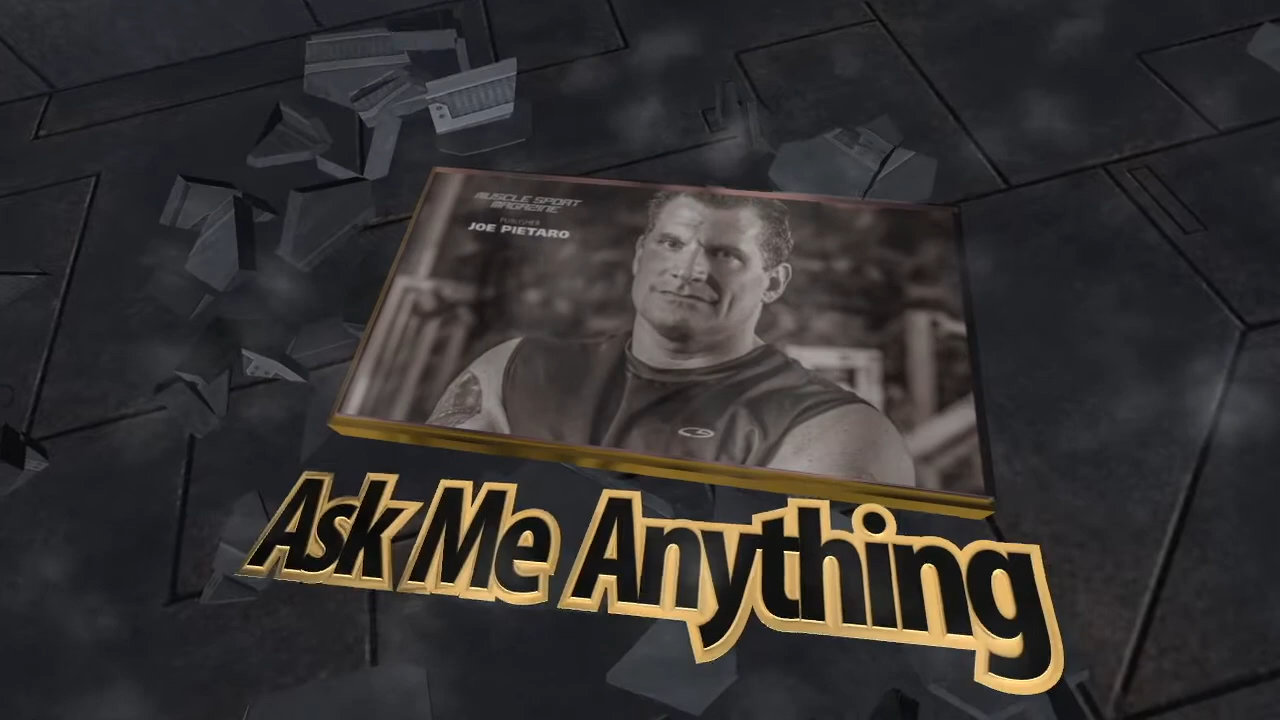 MUSCLE SPORT
MAGAZINE
PUBLISHER
JOE PIETARO
Ask Me Anything